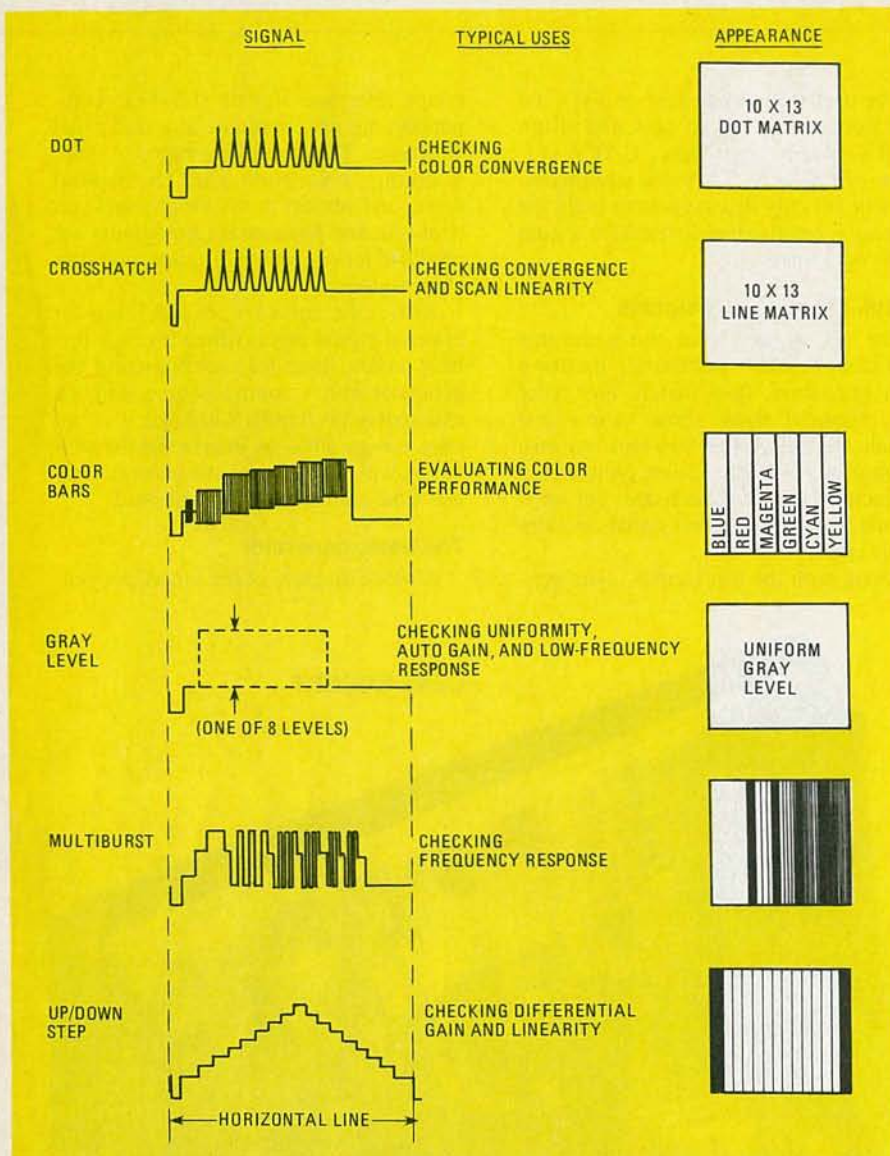 SIGNAL TYPICAL USES APPEARANCE
DOT
CHECKING
COLOR CONVERGENCE
10 X 13
DOT MATRIX
CROSSHATCH
CHECKING CONVERGENCE
AND SCAN LINEARITY
10 X 13
LINE MATRIX
COLOR
BARS
EVALUATING COLOR
PERFORMANCE
BLUE
RED
MAGENTA
GREEN
CYAN
YELLOW
GRAY
LEVEL
(ONE OF 8 LEVELS)
CHECKING UNIFORMITY,
AUTO GAIN, AND LOW-FREQUENCY
RESPONSE
UNIFORM
GRAY
LEVEL
MULTIBURST
CHECKING
FREQUENCY RESPONSE
UP/DOWN
STEP
CHECKING DIFFERENTIAL
GAIN AND LINEARITY
HORIZONTAL LINE